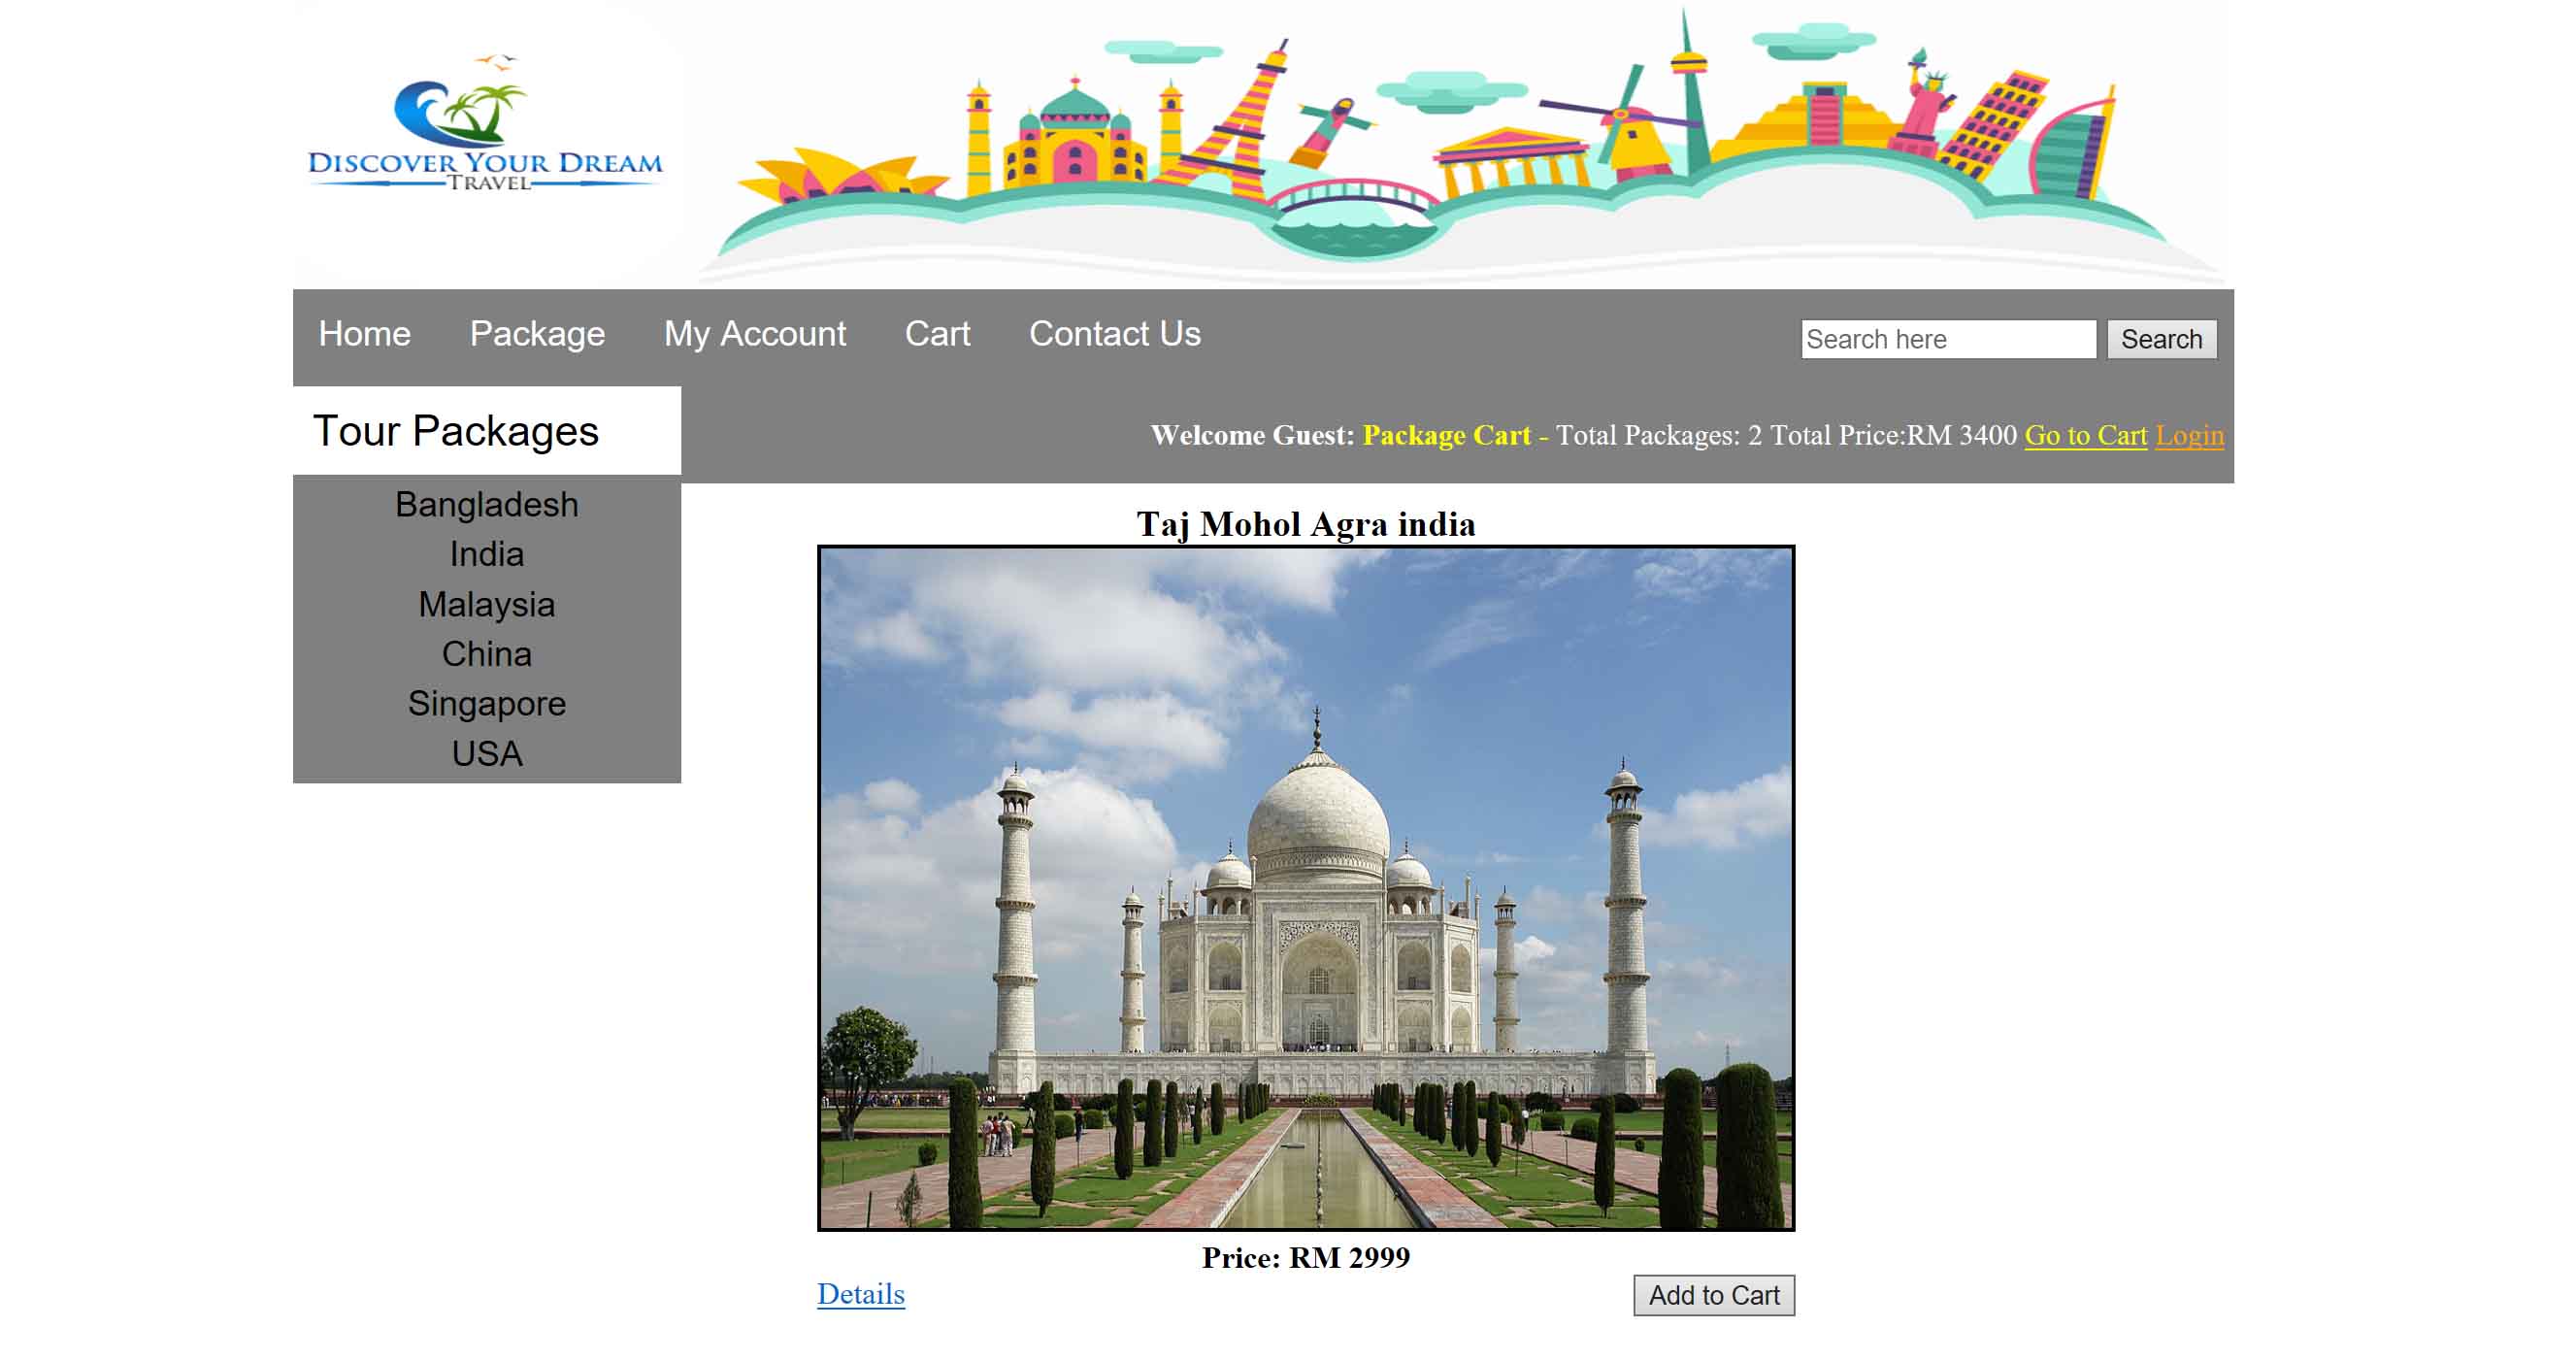 DISCOVER YOUR DREAM
TRAVEL
Home Package My Account Cart Contact Us Search here Search
Tour Packages
Welcome Guest: Package Cart - Total Packages: 2 Total Price:RM 3400 Go to Cart Login
Bangladesh
India
Malaysia
China
Singapore
USA
Taj Mohol Agra india
Price: RM 2999
Details Add to Cart